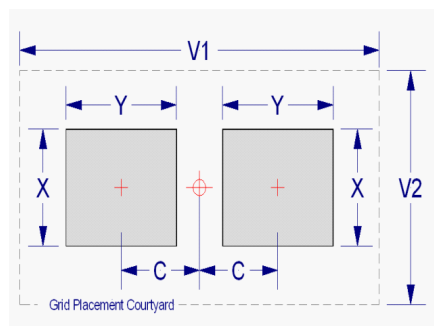 V1
Y Y
X X V2
C C
Grid Placement Courtyard